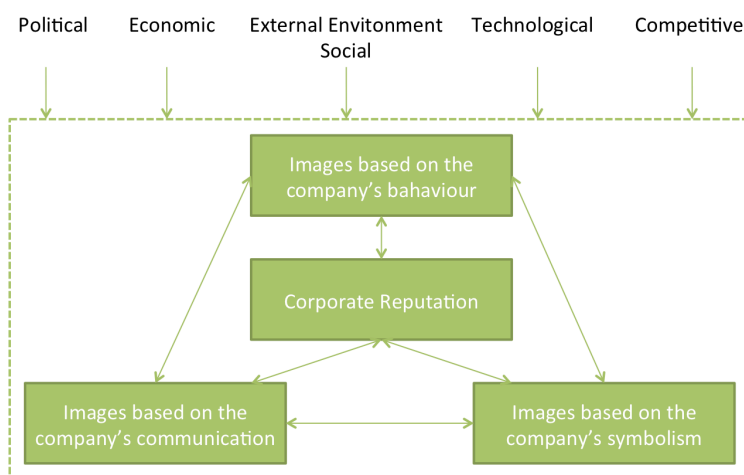 Political Economic External Envitonment Technological Competitive
Social
Images based on the
company's bahaviour
Corporate Reputation
Images based on the
company's communication
Images based on the
company's symbolism